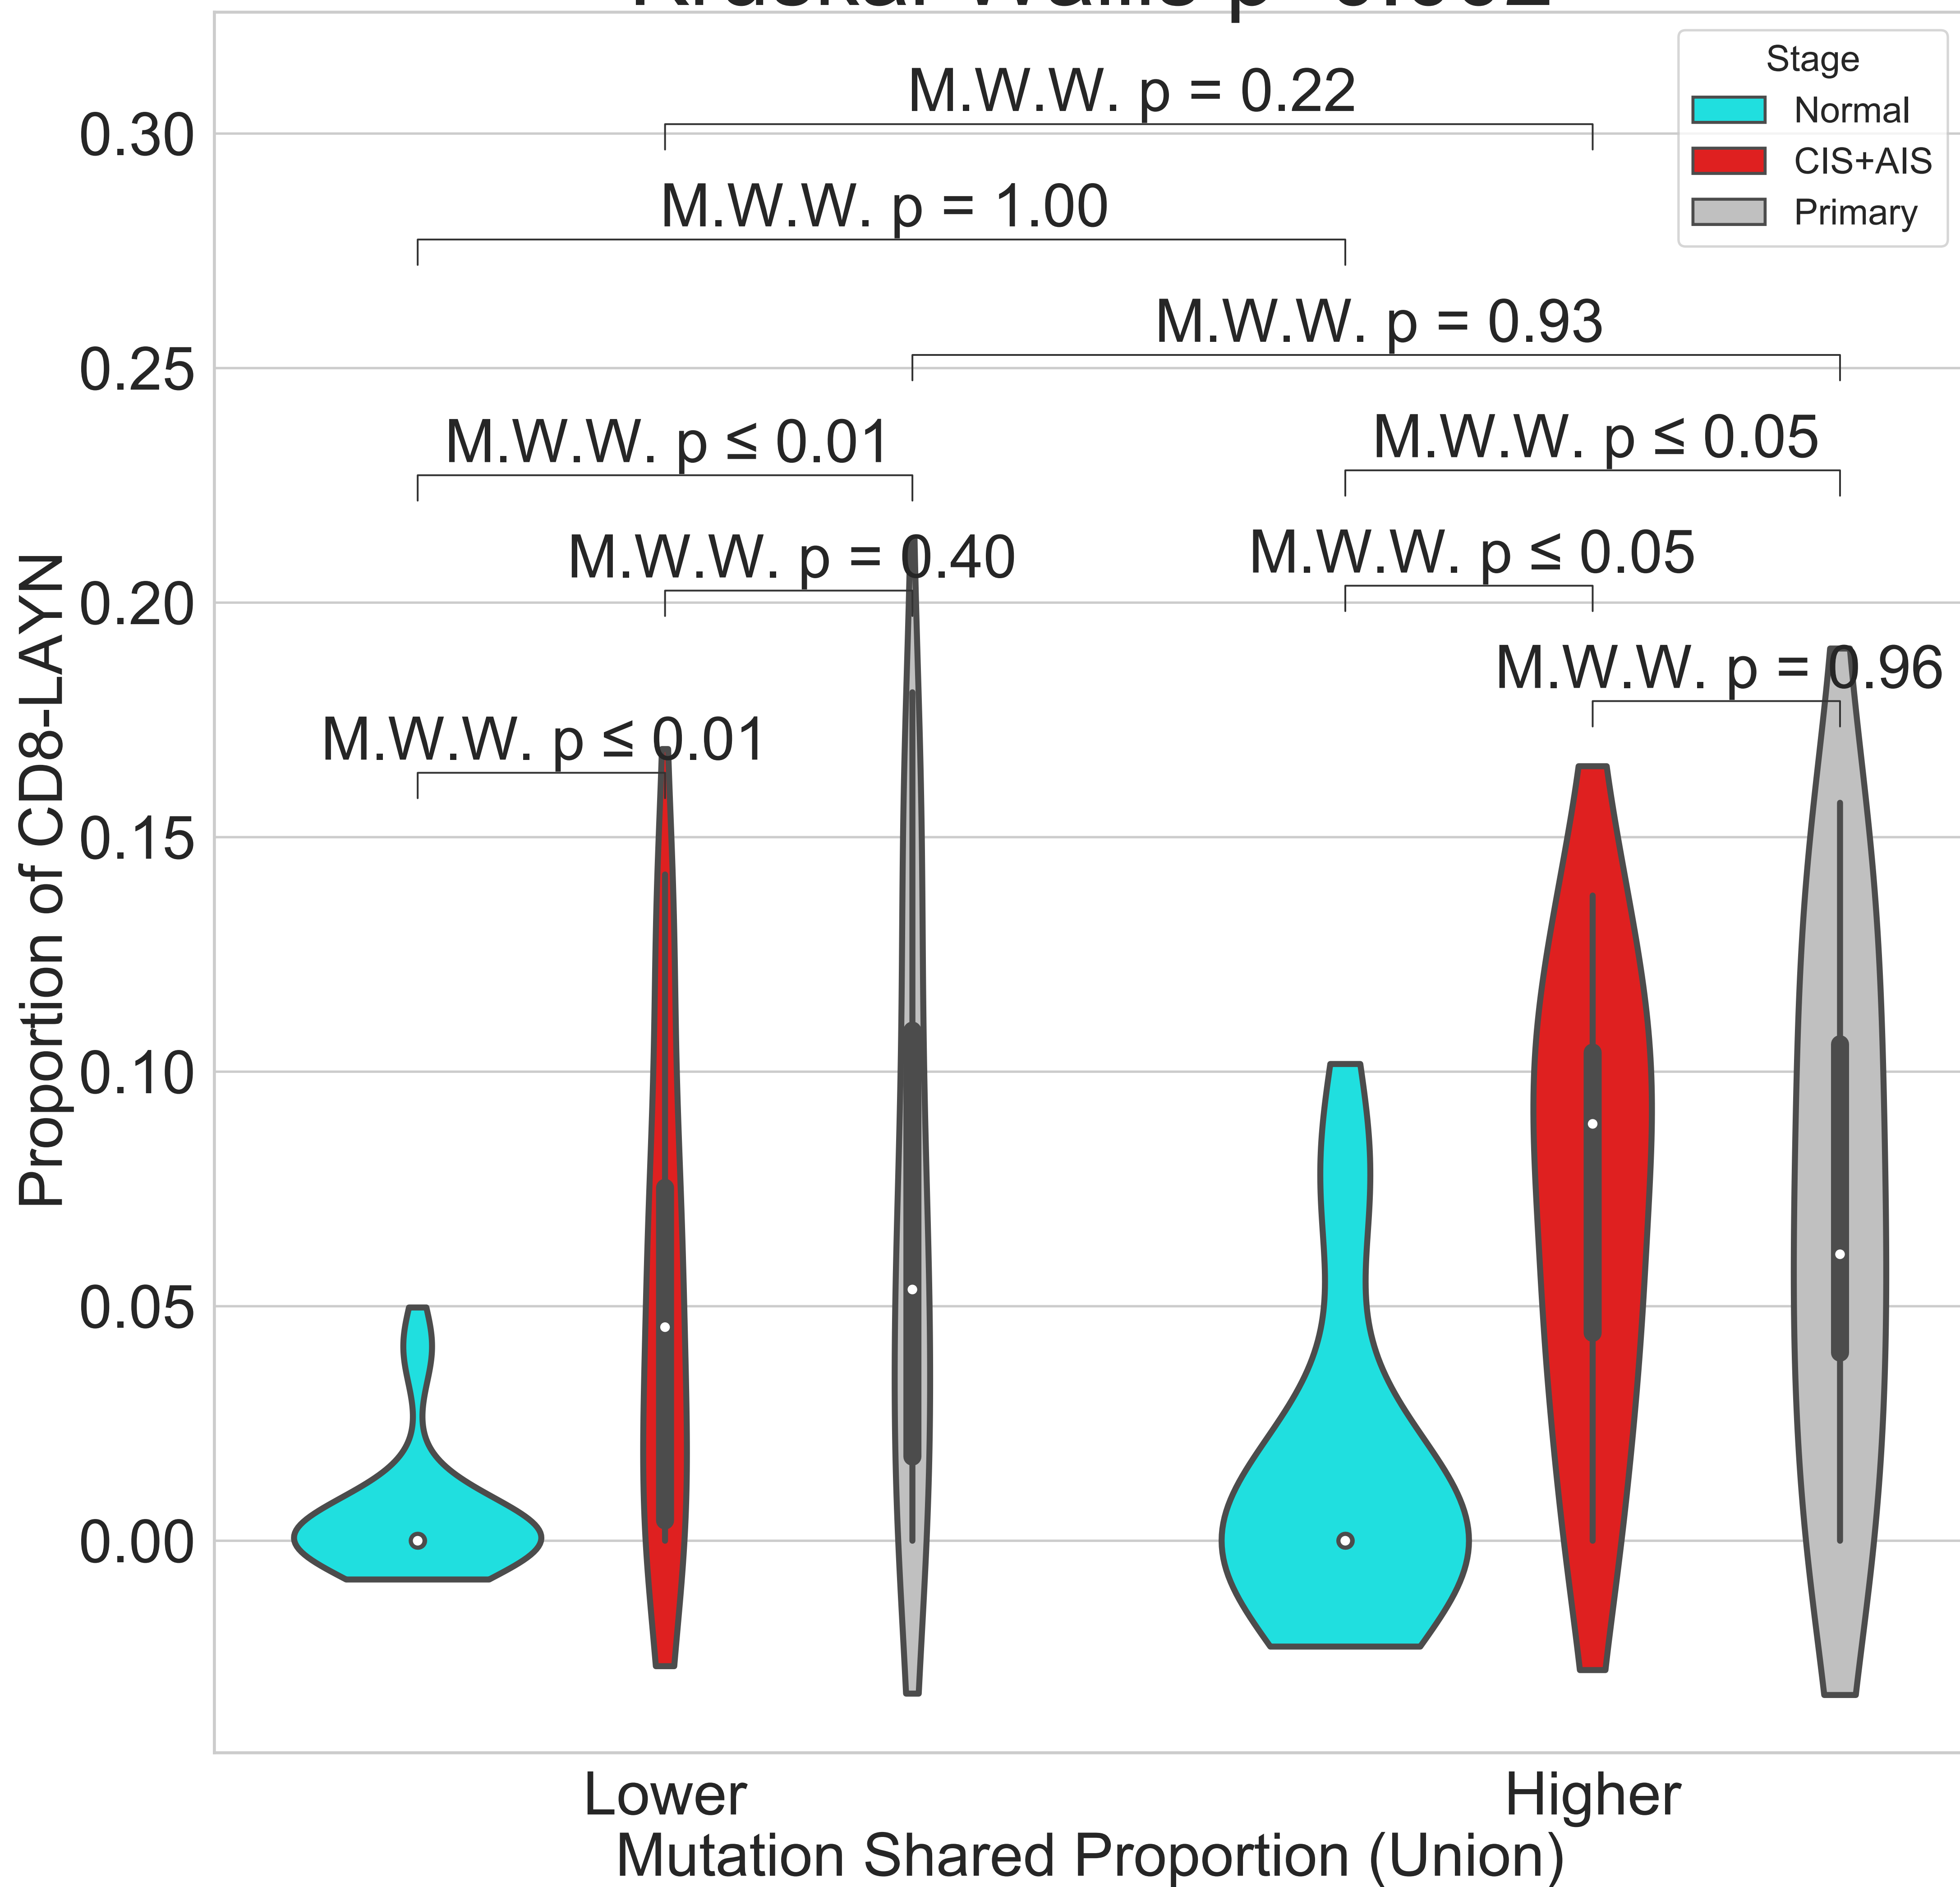 Stage
Normal
CIS+AIS
Primary
M.W.W. p = 0.22
M.W.W. p = 1.00
M.W.W. p = 0.93
M.W.W. p ≤ 0.01
M.W.W. p ≤ 0.05
M.W.W. p = 0.40
M.W.W. p ≤ 0.05
M.W.W. p = 0.96
M.W.W. p ≤ 0.01
0.30
0.25
0.20
0.15
0.10
0.05
0.00
Proportion of CD8-LAYN
Lower
Higher
Mutation Shared Proportion (Union)